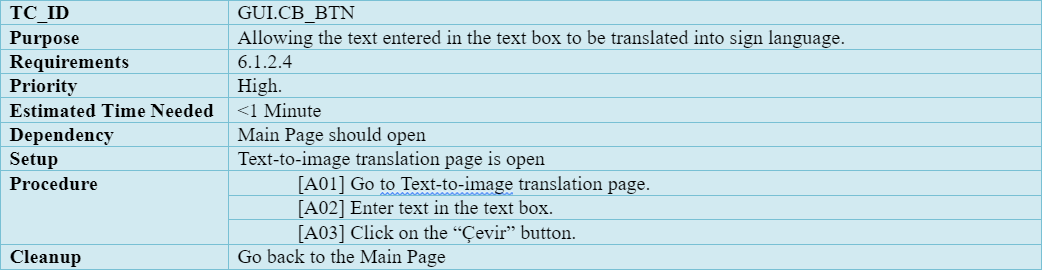 TC_ID GUI.CB_BTN
Purpose Allowing the text entered in the text box to be translated into sign language.
Requirements 6.1.2.4
Priority High.
Estimated Time Needed <1 Minute
Dependency Main Page should open
Setup Text-to-image translation page is open
Procedure [A01] Go to Text-to-image translation page.
[A02] Enter text in the text box.
[A03] Click on the “Çevir” button.
Cleanup Go back to the Main Page